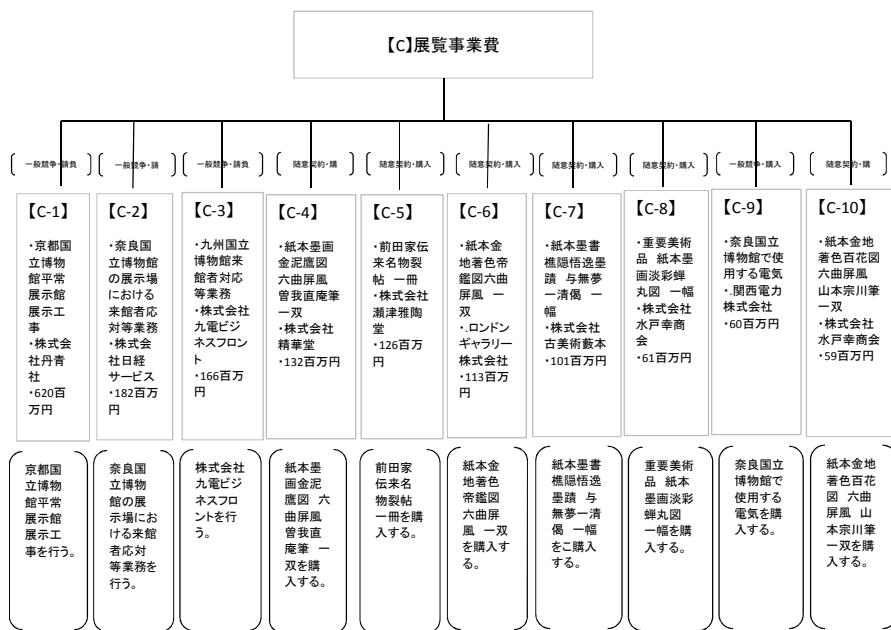 【C】展覧事業費
一般競争・請負
一般競争・請
一般競争・請負
随意契約・購
随意契約・購入
随意契約・購入
随意契約・購入
随意契約・購入
一般競争・購入
随意契約・購
【C-1】
・京都国
立博物
館平常
展示館
展示工
事
・株式会
社丹青
社
・620百
万円
【C-2】
・奈良国
立博物館
の展示場
における
来館者応
対等業務
・株式会
社日経
サービス
・182百万
円
【C-3】
・九州国立
博物館来
館者対応
等業務
・株式会社
九電ビジ
ネスフロン
ト
・166百万
円
【C-4】
・紙本墨画
金泥鷹図
六曲屏風
曽我直庵筆
一双
・株式会社
精華堂
・132百万円
【C-5】
・前田家伝
来名物裂
帖 一冊
・株式会社
瀬津雅陶
堂
・126百万
円
【C-6】
・紙本金
地著色帝
鑑図六曲
屏風 一
双
・.ロンドン
ギャラリー
株式会社
・113百万
円
【C-7】
・紙本墨書
樵隠悟逸墨
蹟 与無夢
一清偈 一
幅
・株式会社
古美術藪本
・101百万円
【C-8】
・重要美術
品 紙本墨
画淡彩蝉
丸図 一幅
・株式会社
水戸幸商
会
・61百万円
【C-9】
・奈良国立
博物館で使
用する電気
・.関西電力
株式会社
・60百万円
【C-10】
・紙本金地
著色百花図
六曲屏風
山本宗川筆
一双
・株式会社
水戸幸商会
・59百万円
京都国
立博物
館平常
展示館
展示工
事を行う。
奈良国
立博物
館の展
示場にお
ける来館
者応対
等業務を
行う。
株式会社
九電ビジ
ネスフロ
ントを行
う。
紙本墨
画金泥
鷹図 六
曲屏風
曽我直
庵筆 一
双を購
入する。
前田家
伝来名
物裂帖
一冊を購
入する。
紙本金
地著色
帝鑑図
六曲屏
風 一双
を購入す
る。
紙本墨書
樵隠悟逸
墨蹟 与
無夢一清
偈 一幅
をご購入
する。
重要美術
品 紙本
墨画淡彩
蝉丸図
一幅を購
入する。
奈良国立
博物館で
使用する
電気を購
入する。
紙本金地
著色百花
図 六曲
屏風 山
本宗川筆
一双を購
入する。